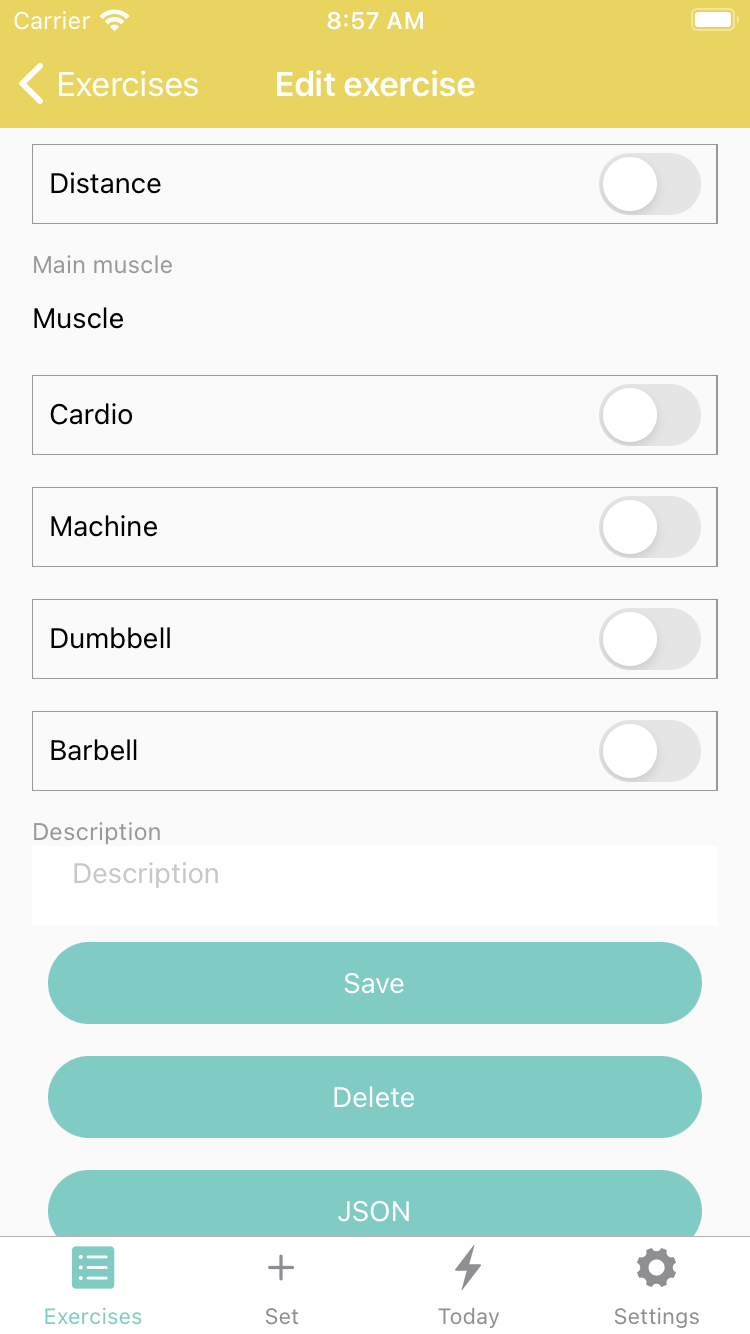 Carrier 8:57 AM
Exercises Edit exercise
Distance
Main muscle
Muscle
Cardio
Machine
Dumbbell
Barbell
Description
Description
Save
Delete
JSON
Exercises Set Today Settings